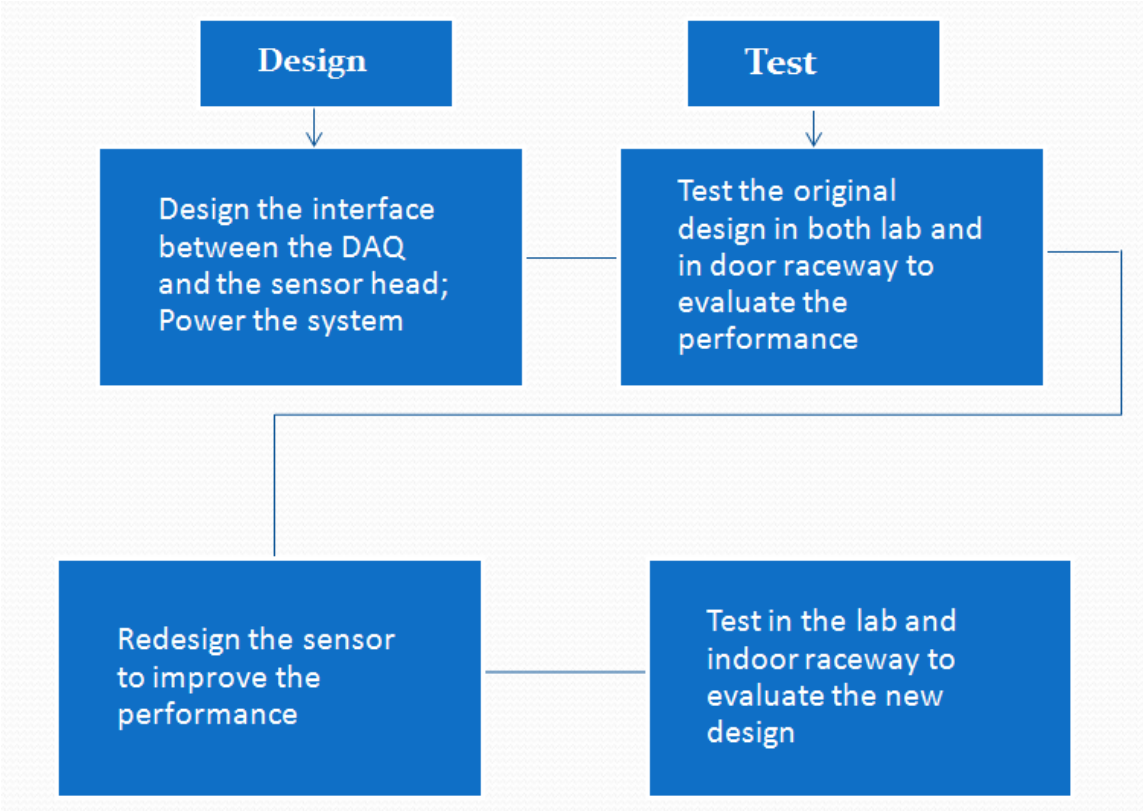 Design
Test
Design the interface
between the DAQ
and the sensor head;
Power the system
Test the original
design in both lab and
in door raceway to
evaluate the
performance
Redesign the sensor
to improve the
performance
Test in the lab and
indoor raceway to
evaluate the new
design